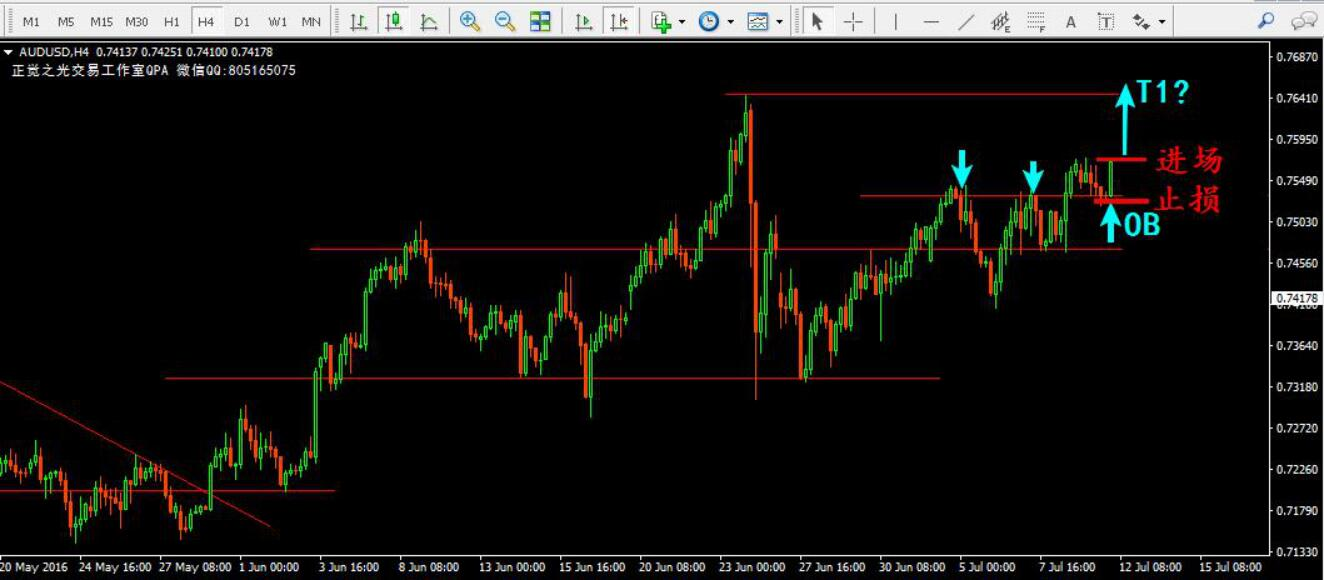 M1 M5 M15 M30 H1 H4 D1 W1 MN
AUDUSD,H4 0.74137 0.74251 0.74100 0.74178
正觉之光交易工作室QPA 微信QQ:805165075
T1?
进场
止损
OB
0.76870
0.76410
0.75950
0.75490
0.75030
0.74560
0.74178
0.73640
0.73180
0.72720
0.72260
0.71790
0.71330
20 May 2016 24 May 16:00 27 May 08:00 1 Jun 00:00 3 Jun 16:00 8 Jun 08:00 13 Jun 00:00 15 Jun 16:00 20 Jun 08:00 23 Jun 00:00 27 Jun 16:00 30 Jun 08:00 5 Jul 00:00 7 Jul 16:00 12 Jul 08:00 15 Jul 08:00